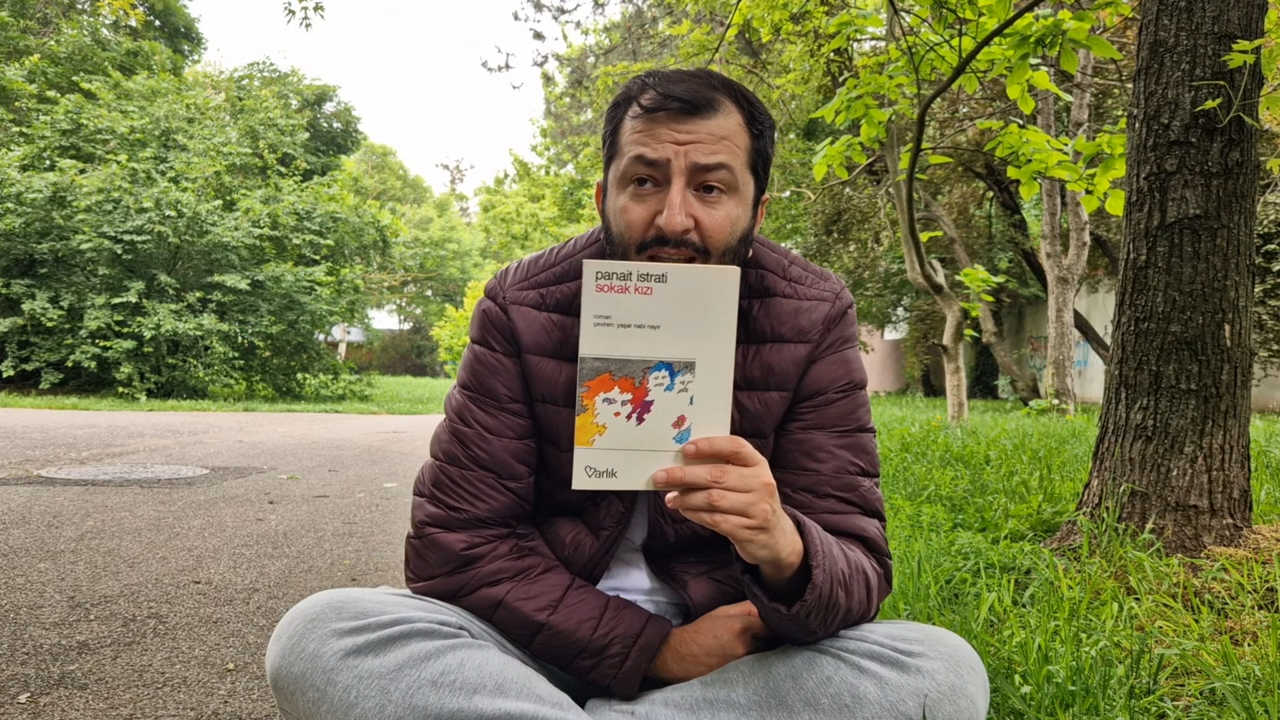 panait istrati
sokak kızı
roman
çeviren: yaşar nabi nayır
Varlık